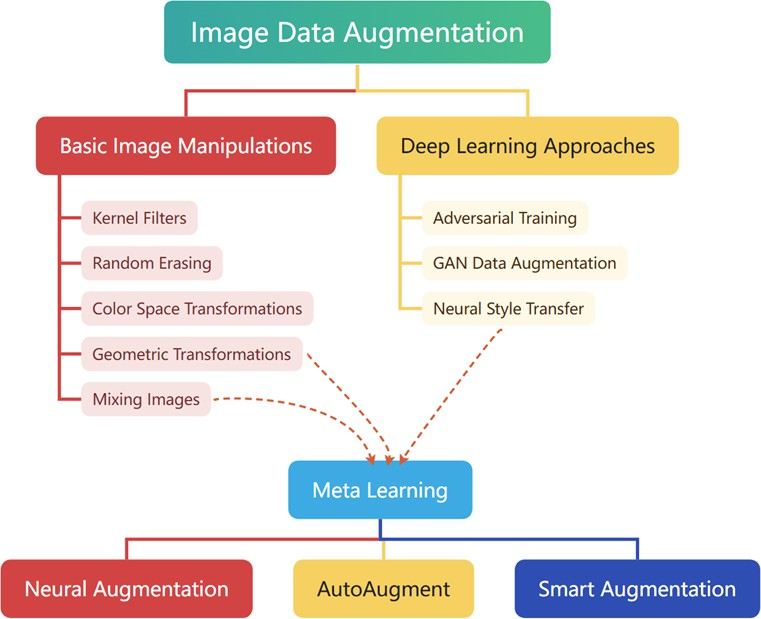 Image Data Augmentation
Basic Image Manipulations
Kernel Filters
Random Erasing
Color Space Transformations
Geometric Transformations
Mixing Images
Deep Learning Approaches
Adversarial Training
GAN Data Augmentation
Neural Style Transfer
Meta Learning
Neural Augmentation
AutoAugment
Smart Augmentation